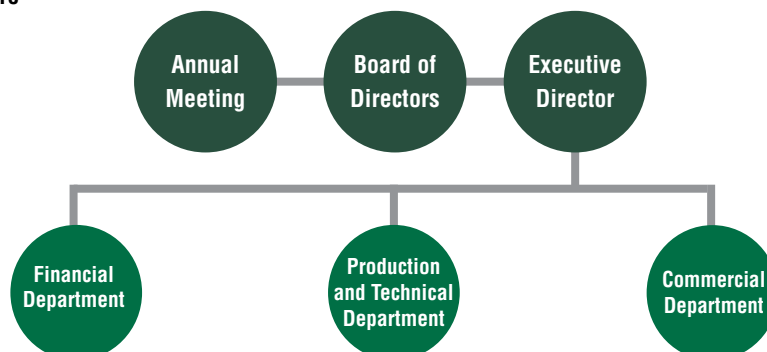 Annual
Meeting
Board of
Directors
Executive
Director
Financial
Department
Production
and Technical
Department
Commercial
Department